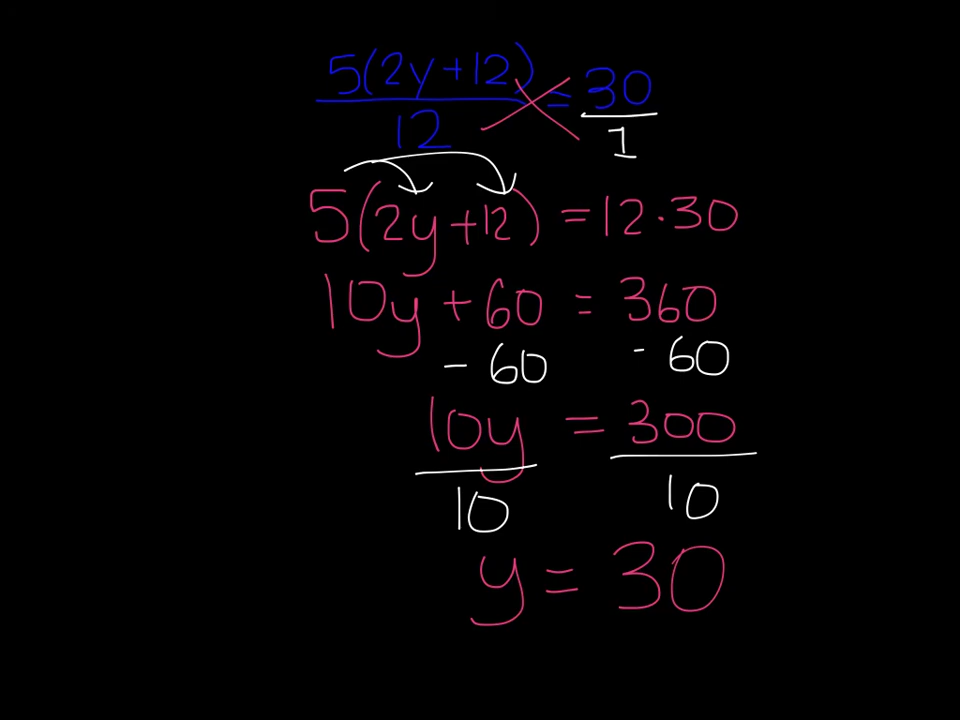 5(2y+12) = 30
12 1
5(2y+12) = 12·30
10y + 60 = 360
- 60 - 60
10y = 300
10 10
y = 30